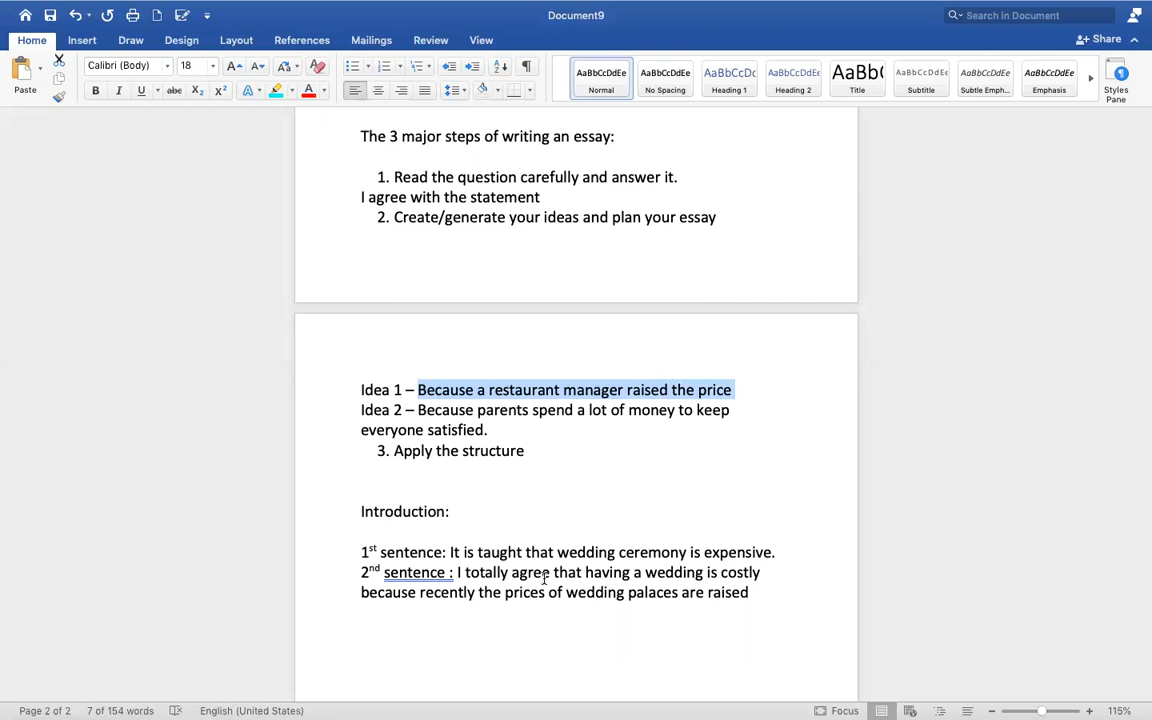 Document9
Search in Document
Home Insert Draw Design Layout References Mailings Review View
Share
Paste
Calibri (Body) 18
AaBbCcDdEe AaBbCcDdEe AaBbCcDc AaBbCcDdEe AaBb( AaBbCcDdEe AaBbCcDdEe AaBbCcDdEe
Normal No Spacing Heading 1 Heading 2 Title Subtitle Subtle Emph... Emphasis
Styles
Pane
The 3 major steps of writing an essay:
1. Read the question carefully and answer it.
I agree with the statement
2. Create/generate your ideas and plan your essay
Idea 1 – Because a restaurant manager raised the price
Idea 2 – Because parents spend a lot of money to keep
everyone satisfied.
3. Apply the structure
Introduction:
1st sentence: It is taught that wedding ceremony is expensive.
2nd sentence : I totally agree that having a wedding is costly
because recently the prices of wedding palaces are raised
Page 2 of 2 7 of 154 words English (United States) Focus 115%